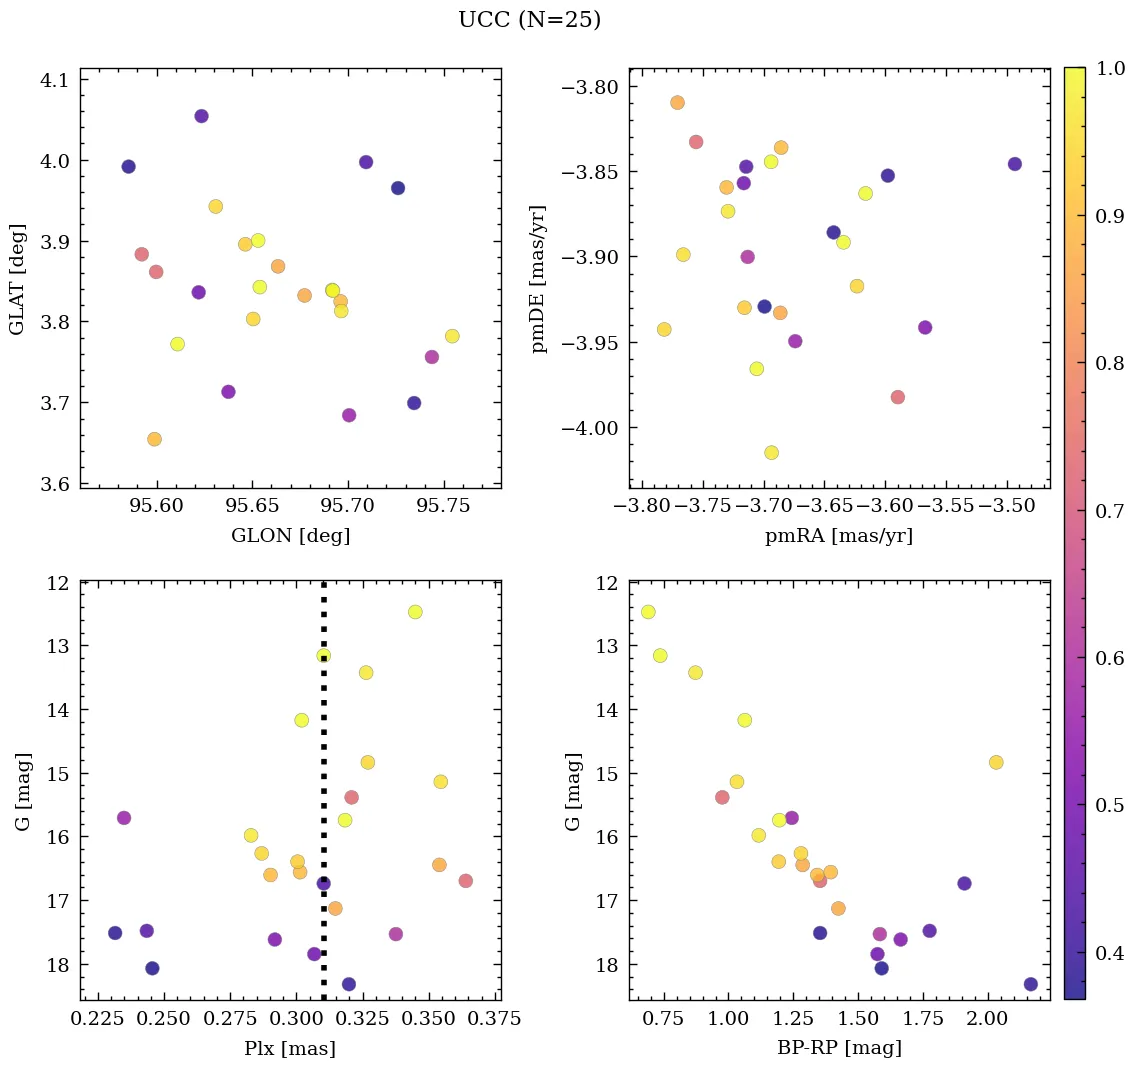 UCC (N=25)
4.1
4.0
3.9
3.8
3.7
3.6
GLAT [deg]
95.60 95.65 95.70 95.75
GLON [deg]
−3.80
−3.85
−3.90
−3.95
−4.00
pmDE [mas/yr]
−3.80 −3.75 −3.70 −3.65 −3.60 −3.55 −3.50
pmRA [mas/yr]
12
13
14
15
16
17
18
G [mag]
0.225 0.250 0.275 0.300 0.325 0.350 0.375
Plx [mas]
12
13
14
15
16
17
18
G [mag]
0.75 1.00 1.25 1.50 1.75 2.00
BP-RP [mag]
1.0
0.9
0.8
0.7
0.6
0.5
0.4